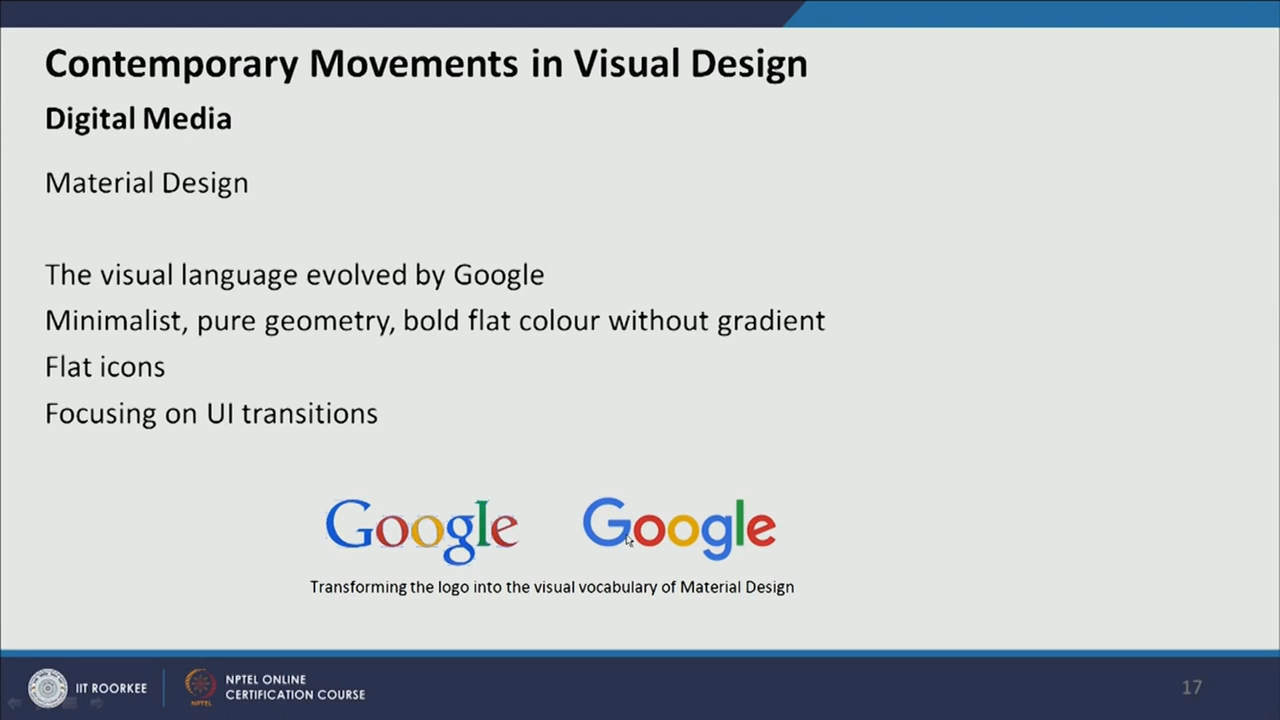 Contemporary Movements in Visual Design
Digital Media
Material Design
The visual language evolved by Google
Minimalist, pure geometry, bold flat colour without gradient
Flat icons
Focusing on UI transitions
Google Google
Transforming the logo into the visual vocabulary of Material Design
IIT ROORKEE
NPTEL
NPTEL ONLINE
CERTIFICATION COURSE
17